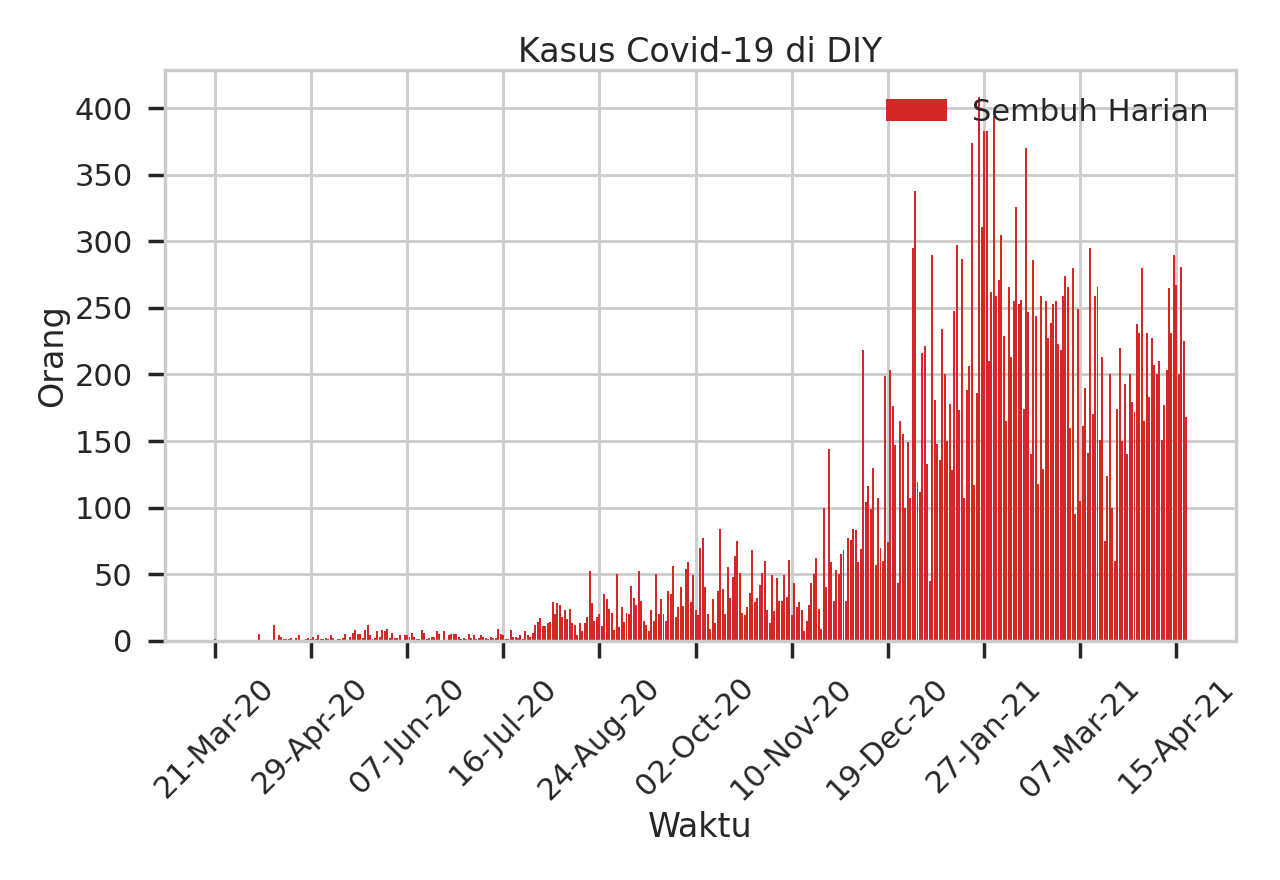 Kasus Covid-19 di DIY
Sembuh Harian
400
350
300
250
200
150
100
50
0
Orang
21-Mar-20
29-Apr-20
07-Jun-20
16-Jul-20
24-Aug-20
02-Oct-20
10-Nov-20
19-Dec-20
27-Jan-21
07-Mar-21
15-Apr-21
Waktu